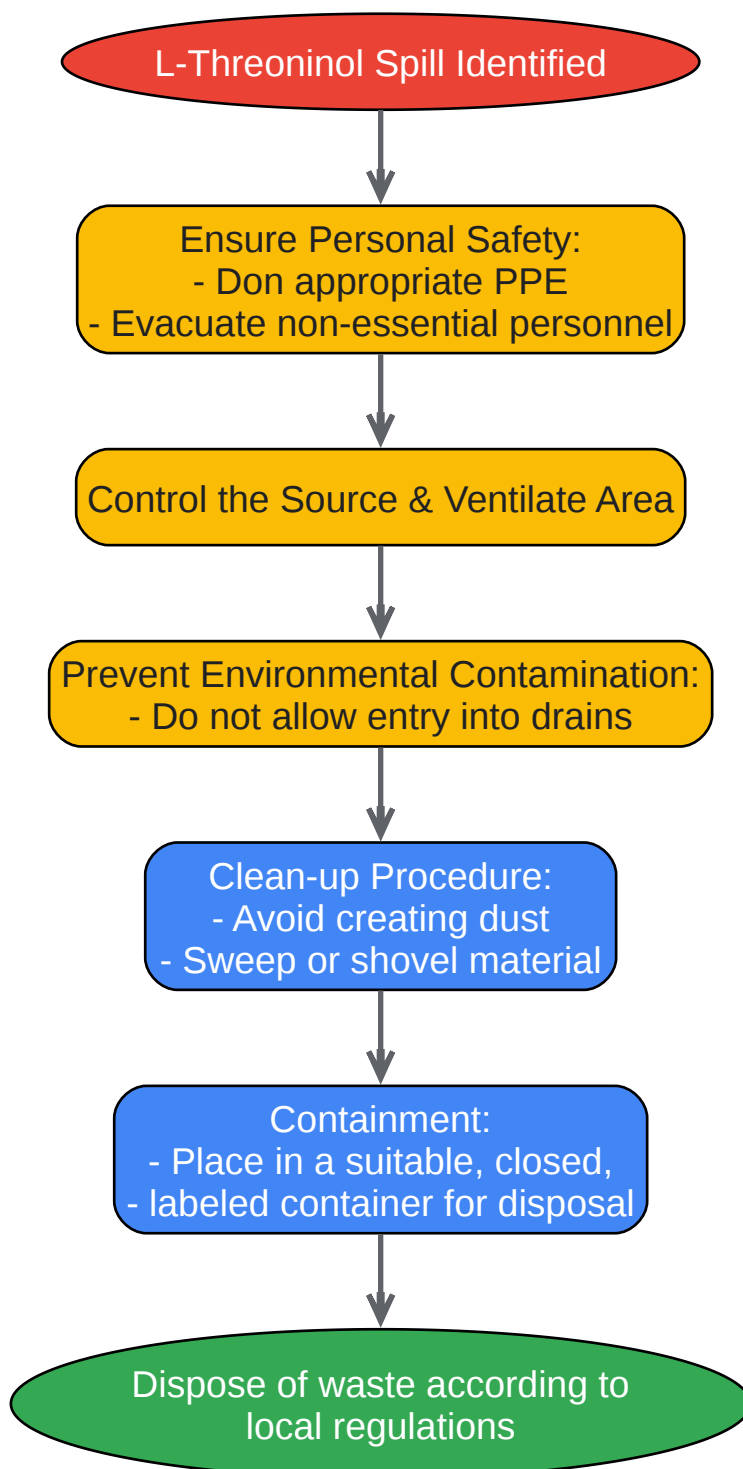 L-Threoninol Spill Identified
Ensure Personal Safety:
- Don appropriate PPE
- Evacuate non-essential personnel
Control the Source & Ventilate Area
Prevent Environmental Contamination:
- Do not allow entry into drains
Clean-up Procedure:
- Avoid creating dust
- Sweep or shovel material
Containment:
- Place in a suitable, closed,
- labeled container for disposal
Dispose of waste according to
local regulations